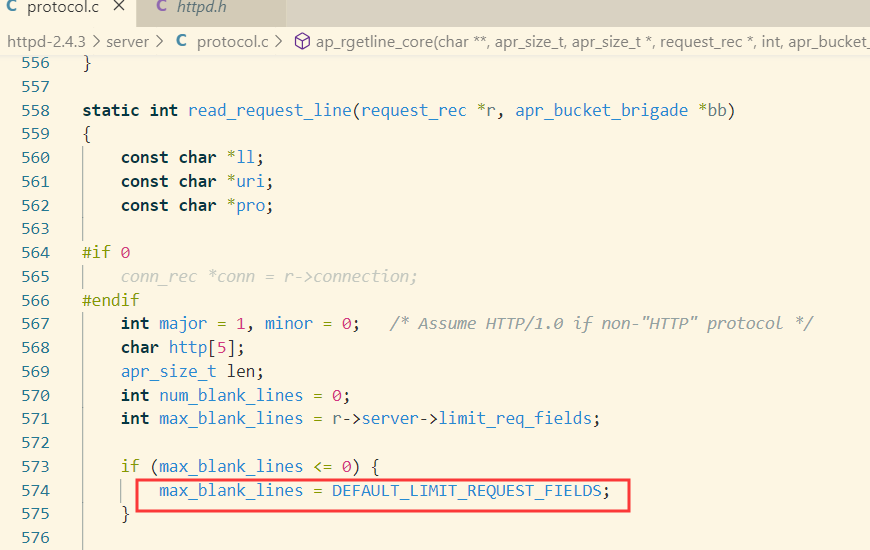 C protocol.c × C httpd.h
httpd-2.4.3 > server > C protocol.c > ap_rgetline_core(char **, apr_size_t, apr_size_t *, request_rec *, int, apr_bucket_
556 }
557
558 static int read_request_line(request_rec *r, apr_bucket_brigade *bb)
559 {
560 const char *ll;
561 const char *uri;
562 const char *pro;
563
564 #if 0
565 conn_rec *conn = r->connection;
566 #endif
567 int major = 1, minor = 0; /* Assume HTTP/1.0 if non-"HTTP" protocol */
568 char http[5];
569 apr_size_t len;
570 int num_blank_lines = 0;
571 int max_blank_lines = r->server->limit_req_fields;
572
573 if (max_blank_lines <= 0) {
574 max_blank_lines = DEFAULT_LIMIT_REQUEST_FIELDS;
575 }
576